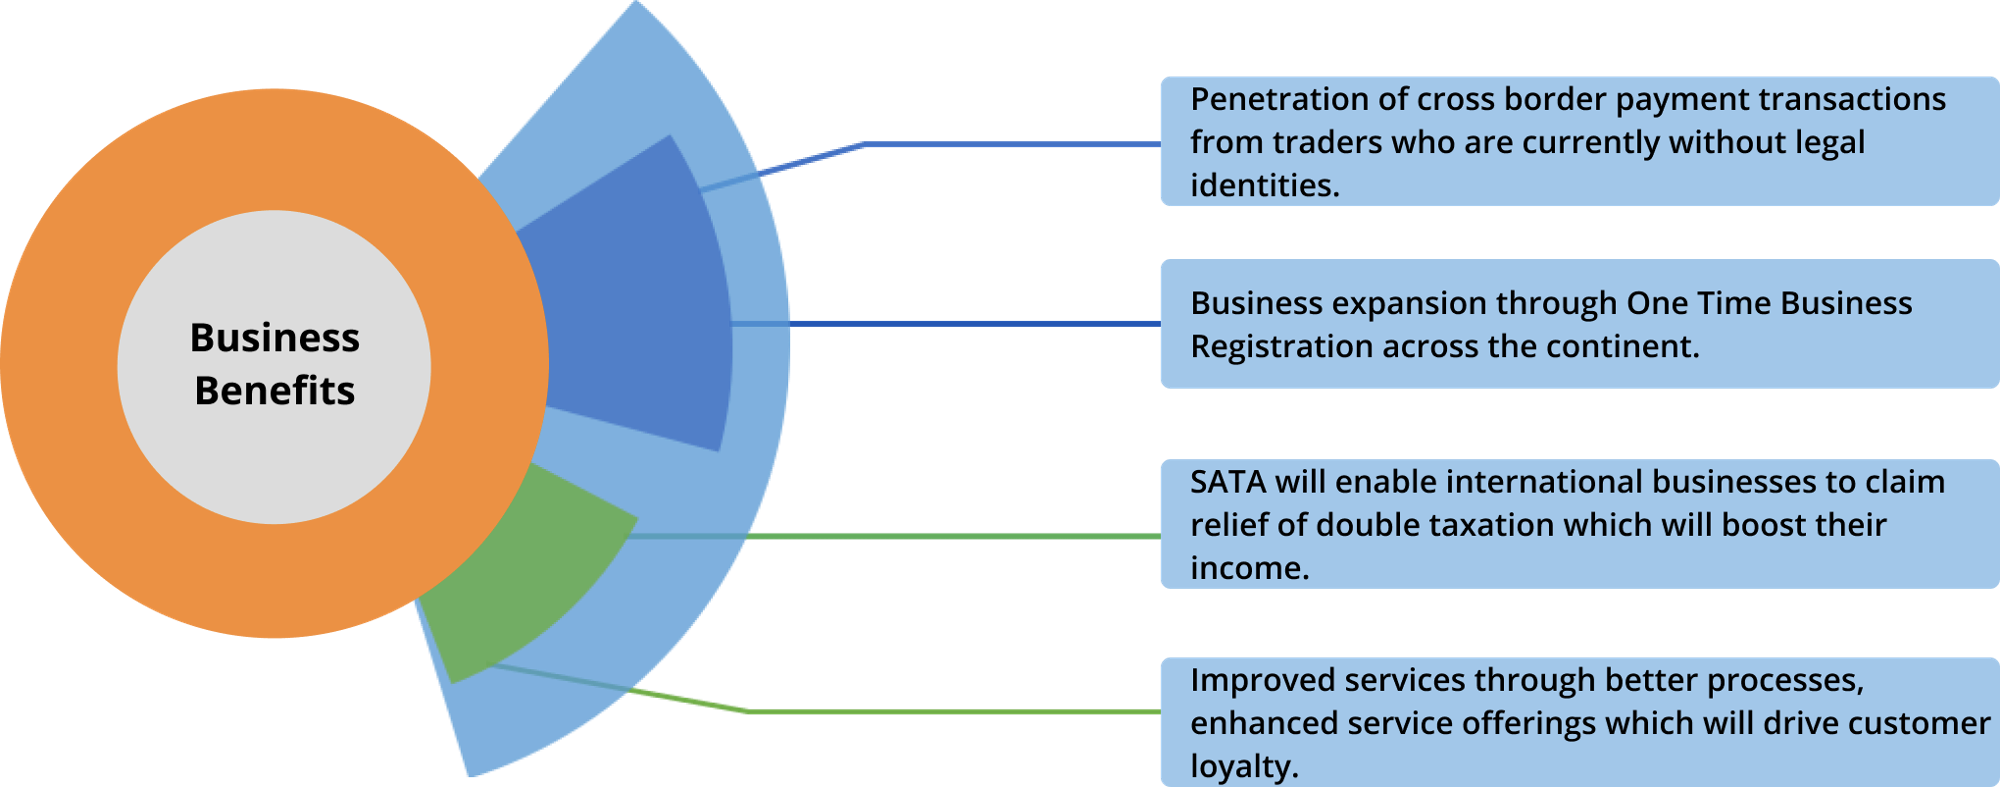 Business
Benefits
Penetration of cross border payment transactions
from traders who are currently without legal
identities.
Business expansion through One Time Business
Registration across the continent.
SATA will enable international businesses to claim
relief of double taxation which will boost their
income.
Improved services through better processes,
enhanced service offerings which will drive customer
loyalty.